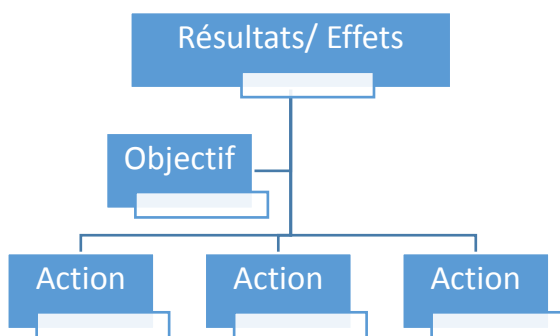 Résultats/ Effets
Objectif
Action
Action
Action